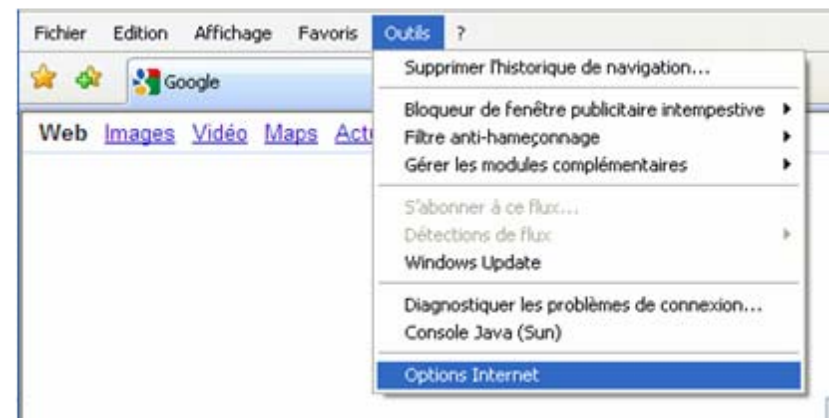 Fichier Edition Affichage Favoris Outils ?
Google
Web Images Vidéo Maps
Supprimer l'historique de navigation...
Bloqueur de fenêtre publicitaire intempestive
Filtre anti-hameçonnage
Gérer les modules complémentaires
S'abonner à ce flux...
Détections de flux
Windows Update
Diagnostiquer les problèmes de connexion...
Console Java (Sun)
Options Internet